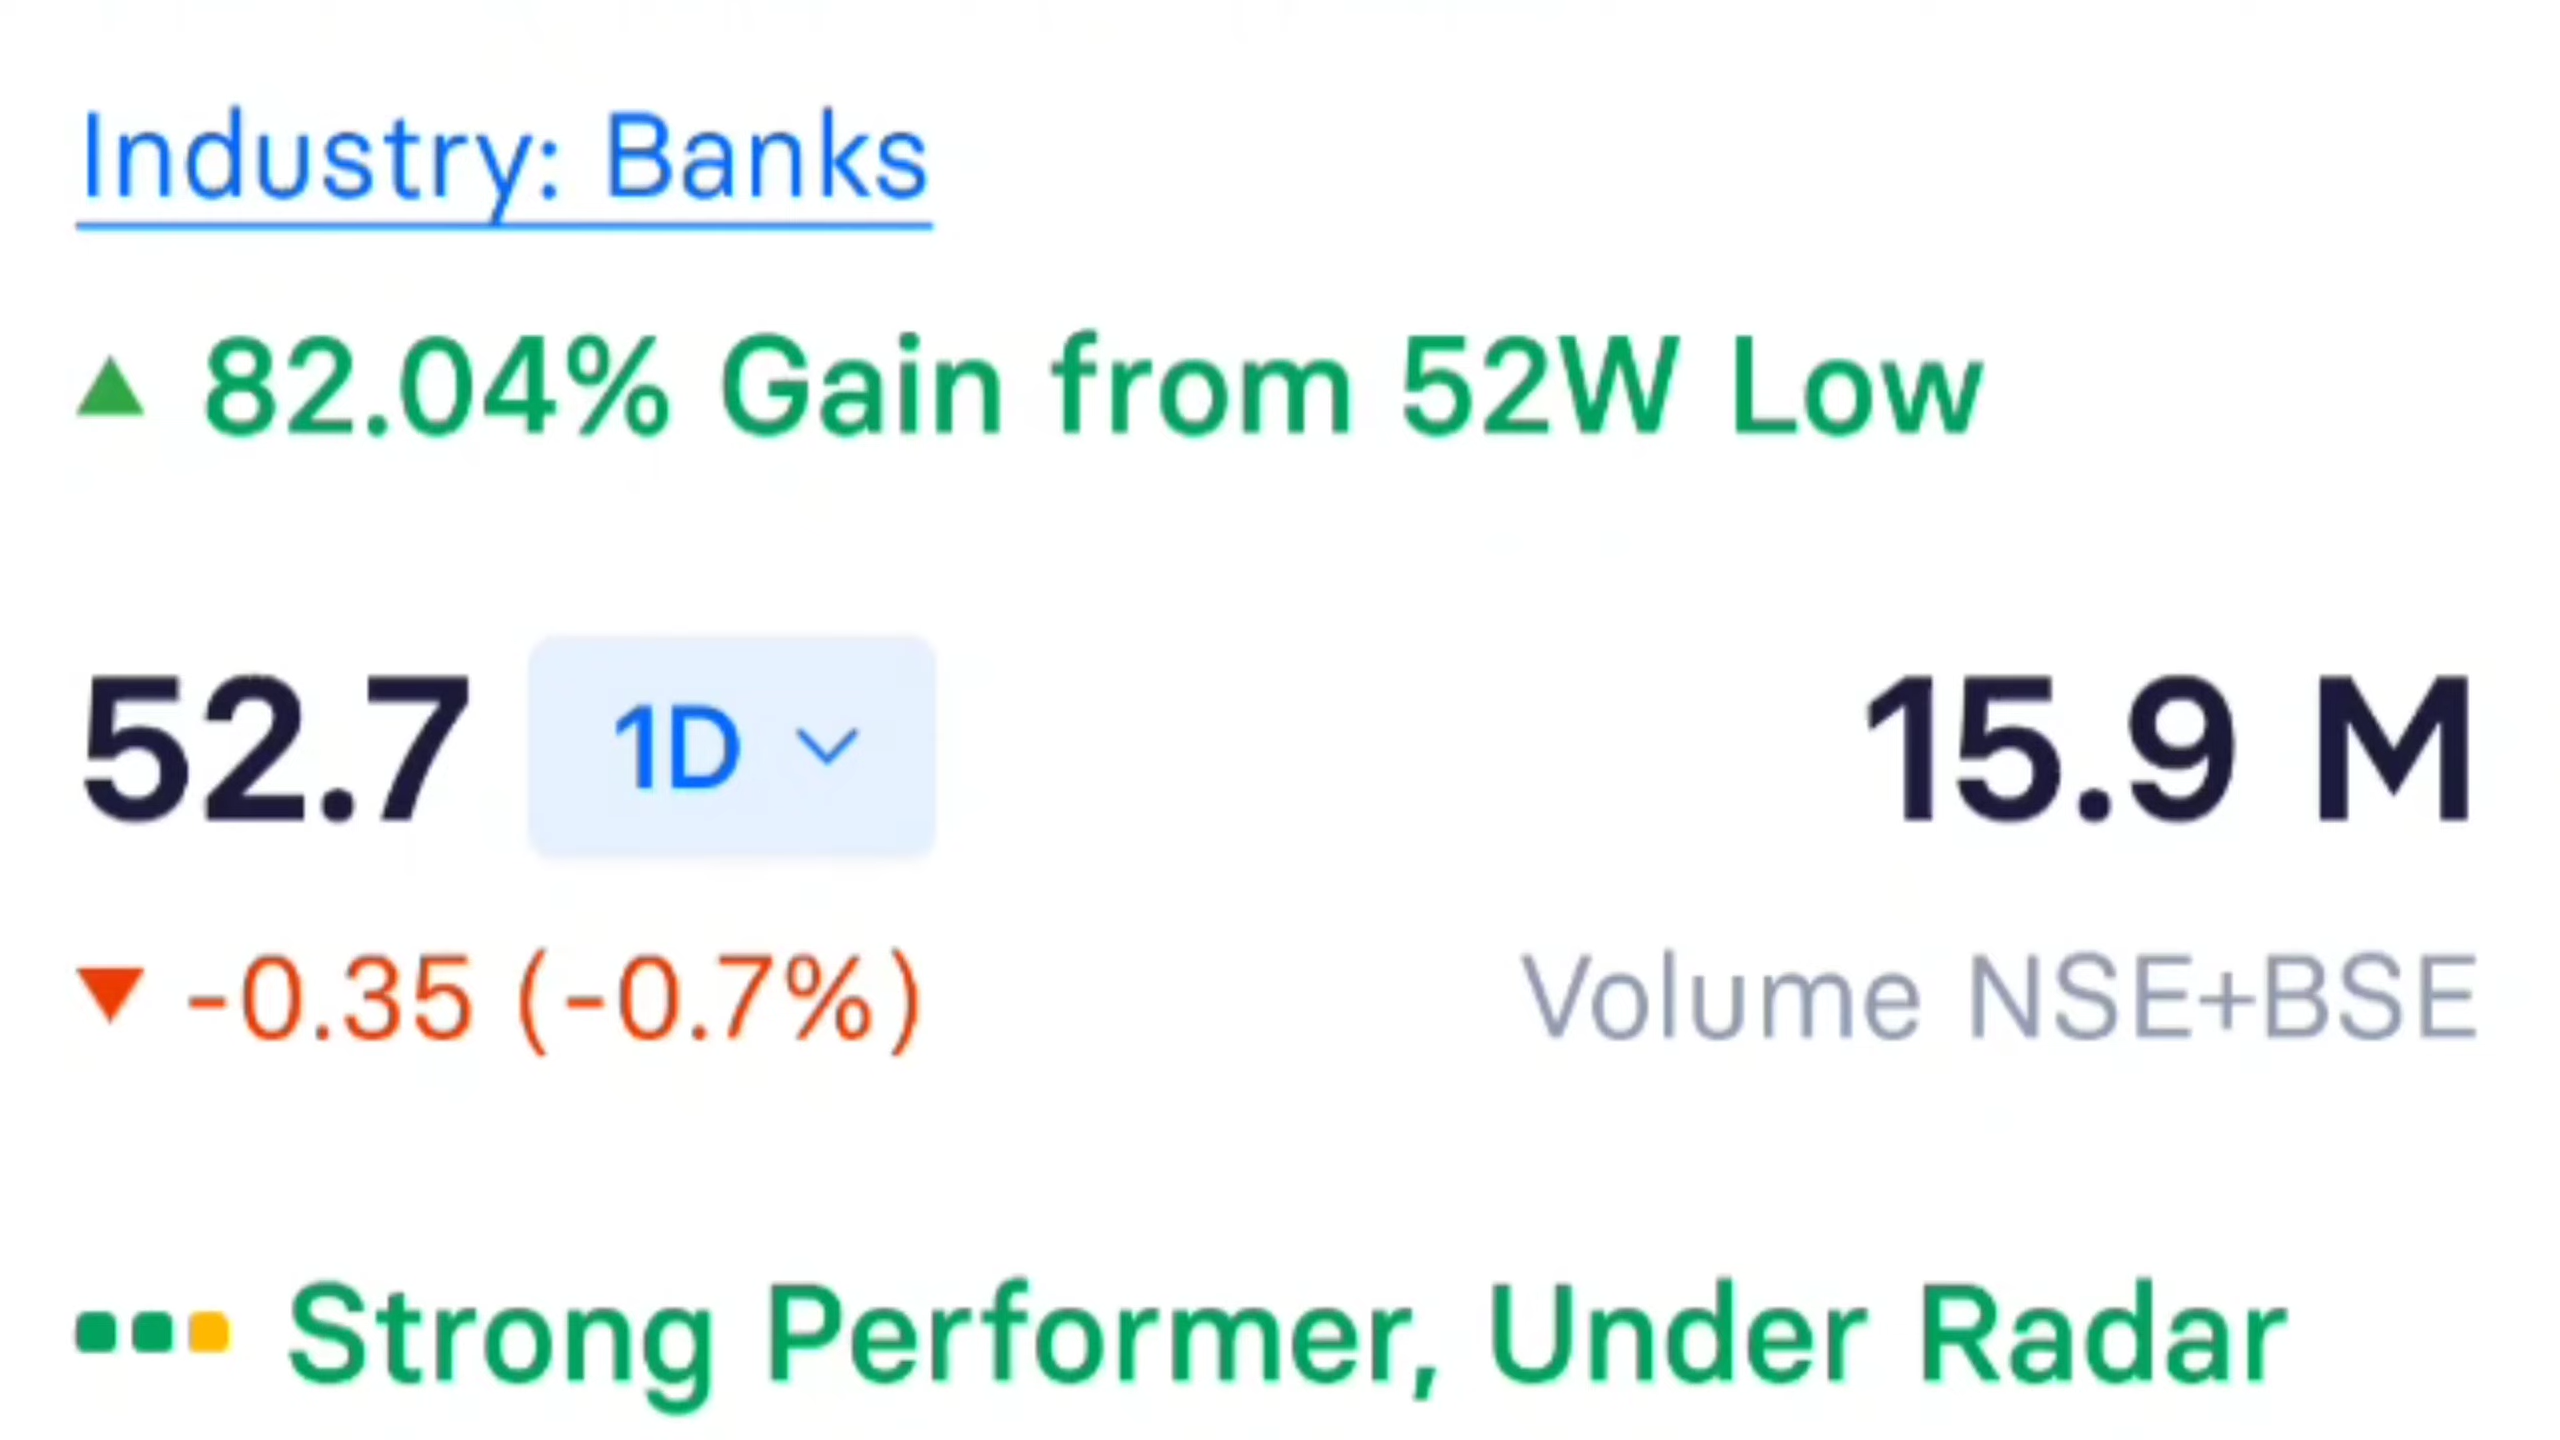 Industry: Banks
82.04% Gain from 52W Low
52.7 1D 15.9 M
-0.35 (-0.7%) Volume NSE+BSE
Strong Performer, Under Radar